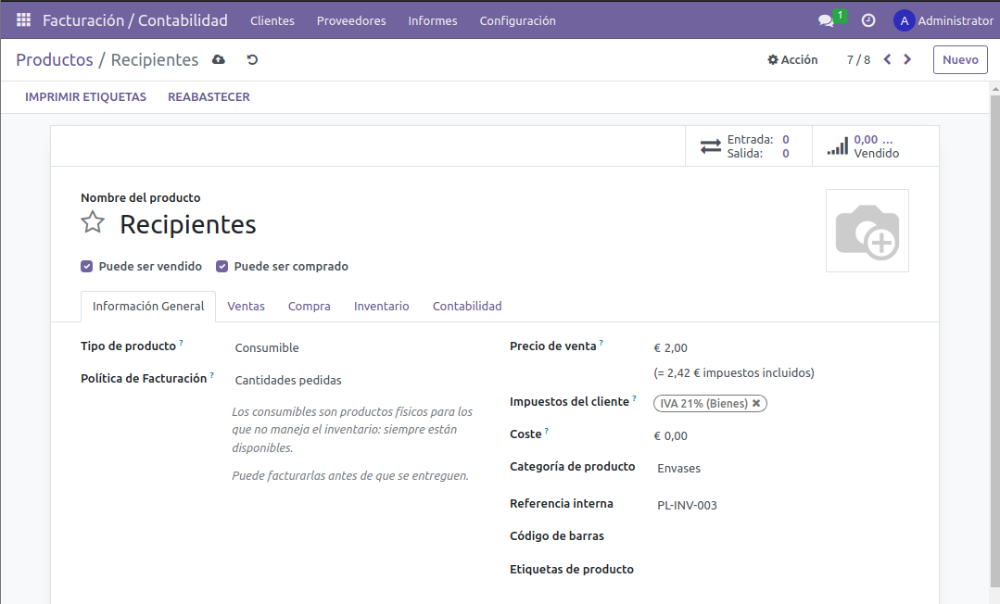 Facturación / Contabilidad Clientes Proveedores Informes Configuración 1 A Administrator
Productos / Recipientes Acción 7 / 8 Nuevo
IMPRIMIR ETIQUETAS REABASTECER
Entrada: 0
Salida: 0
0,00 ...
Vendido
Nombre del producto
Recipientes
Puede ser vendido Puede ser comprado
Información General Ventas Compra Inventario Contabilidad
Tipo de producto ? Consumible
Política de Facturación ? Cantidades pedidas
Los consumibles son productos físicos para los
que no maneja el inventario: siempre están
disponibles.
Puede facturarlas antes de que se entreguen.
Precio de venta ? € 2,00
(= 2,42 € impuestos incluidos)
Impuestos del cliente ? IVA 21% (Bienes) ✖
Coste ? € 0,00
Categoría de producto Envases
Referencia interna PL-INV-003
Código de barras
Etiquetas de producto